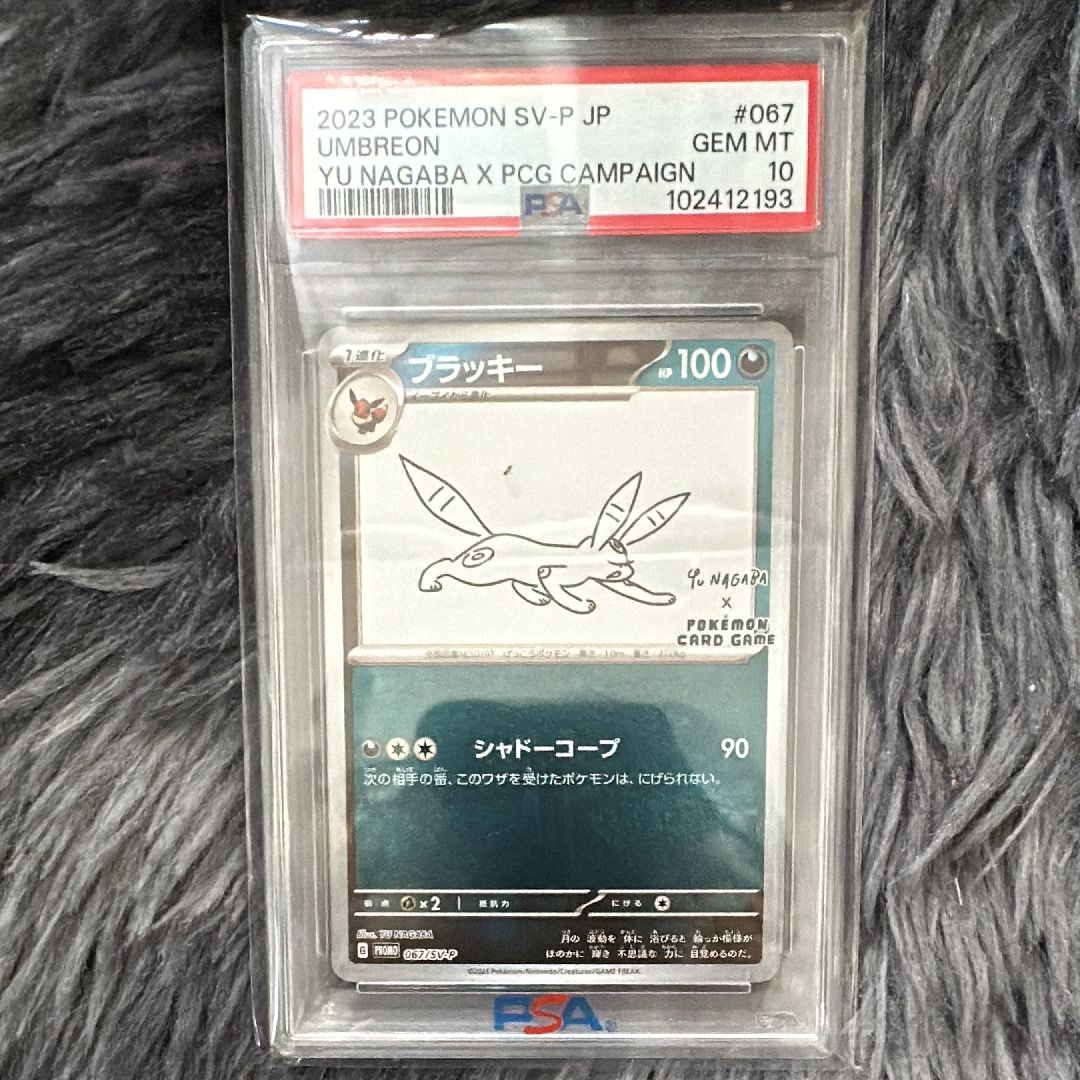 2023 POKEMON SV-P JP #067
UMBREON GEM MT
YU NAGABA X PCG CAMPAIGN 10
PSA 102412193
1進化 ブラッキー HP 100
イーブイから進化
Yu NAGABA
X
POKÉMON
CARD GAME
シャドークロープ 90
次の相手の番、このワザを受けたポケモンは、にげられない。
弱点 ×2 抵抗力 にげる
Illus. YU NAGABA
G PROMO 067/SV-P
月の波動を体に浴びると輪っか模様が
ほのかに輝き不思議な力に目覚めるのだ。
©2023 Pokémon/Nintendo/Creatures/GAME FREAK.
PSA